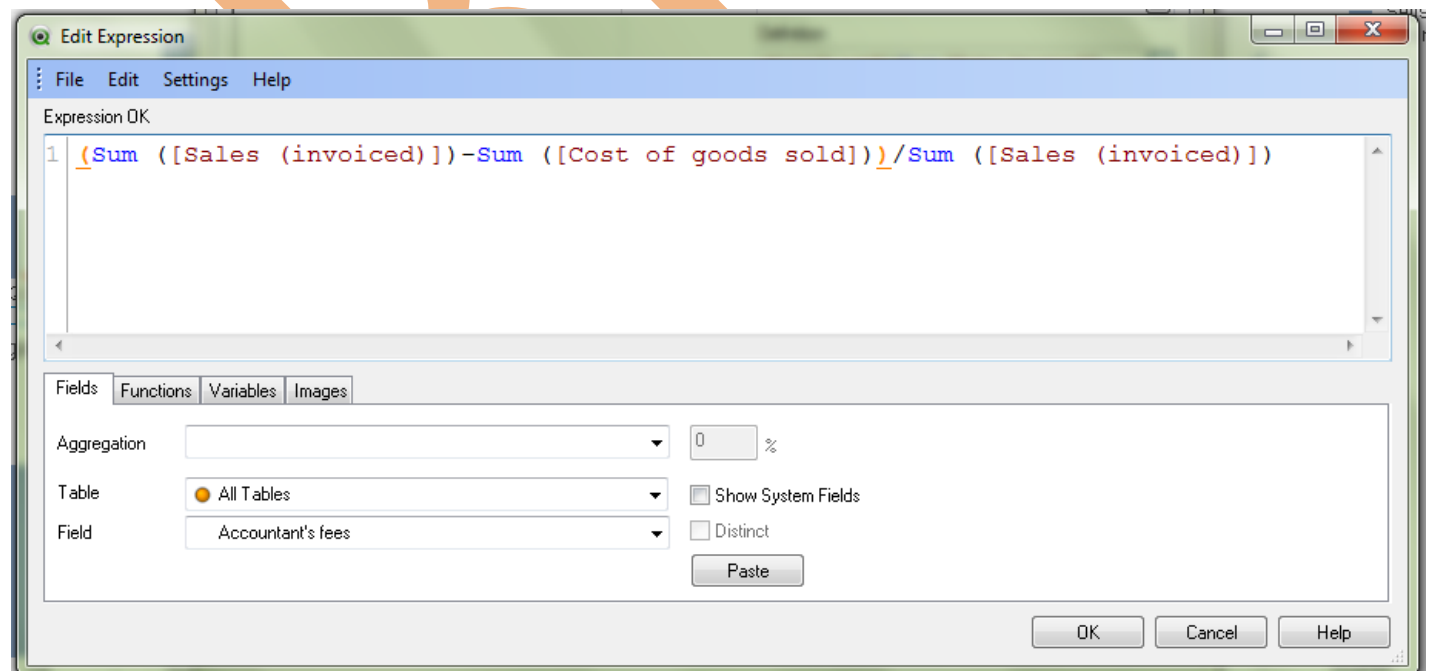 Edit Expression
File Edit Settings Help
Expression OK
1 (Sum ([Sales (invoiced)])-Sum ([Cost of goods sold]))/Sum ([Sales (invoiced)])
Fields Functions Variables Images
Aggregation 0 %
Table All Tables Show System Fields
Field Accountant's fees Distinct
Paste
OK Cancel Help